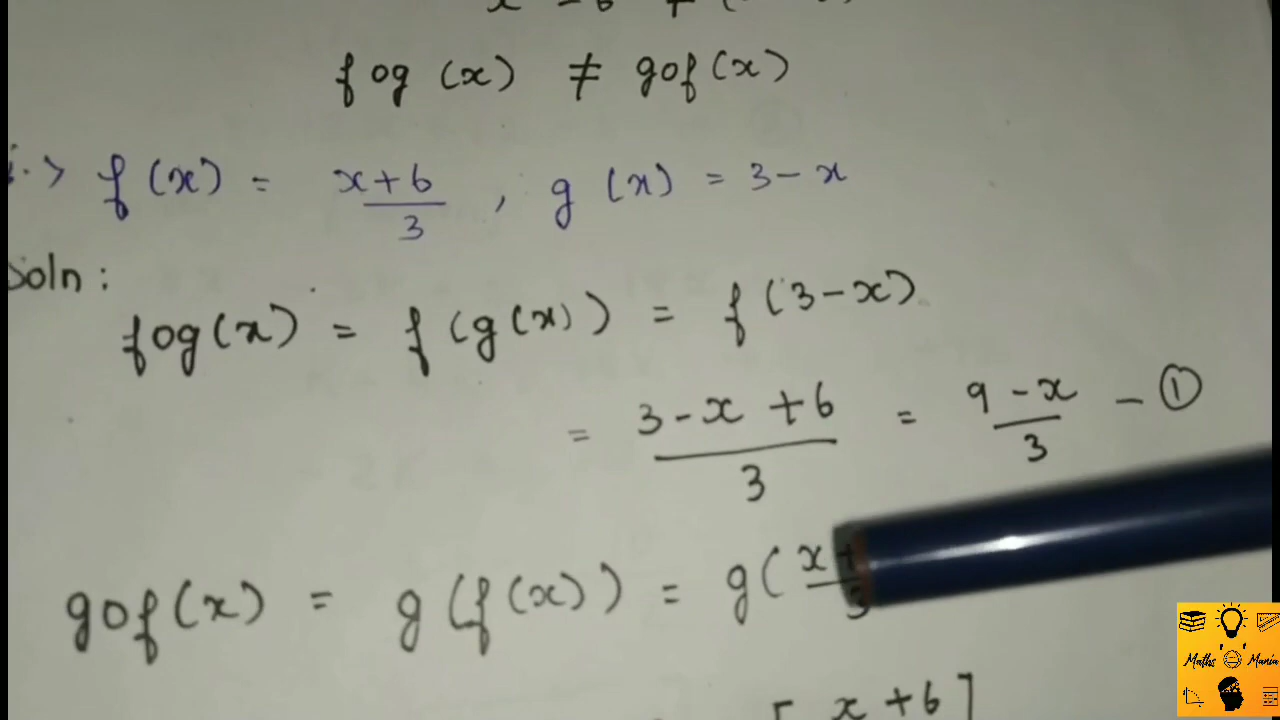 fog (x) ≠ gof (x)
f (x) = x+6/3 , g (x) = 3-x
Soln :
fog(x) = f (g(x)) = f (3-x)
= 3-x +6/3 = 9-x/3 - ①
gof(x) = g(f(x)) = g( x+
[ x +6 ]
Maths Mania